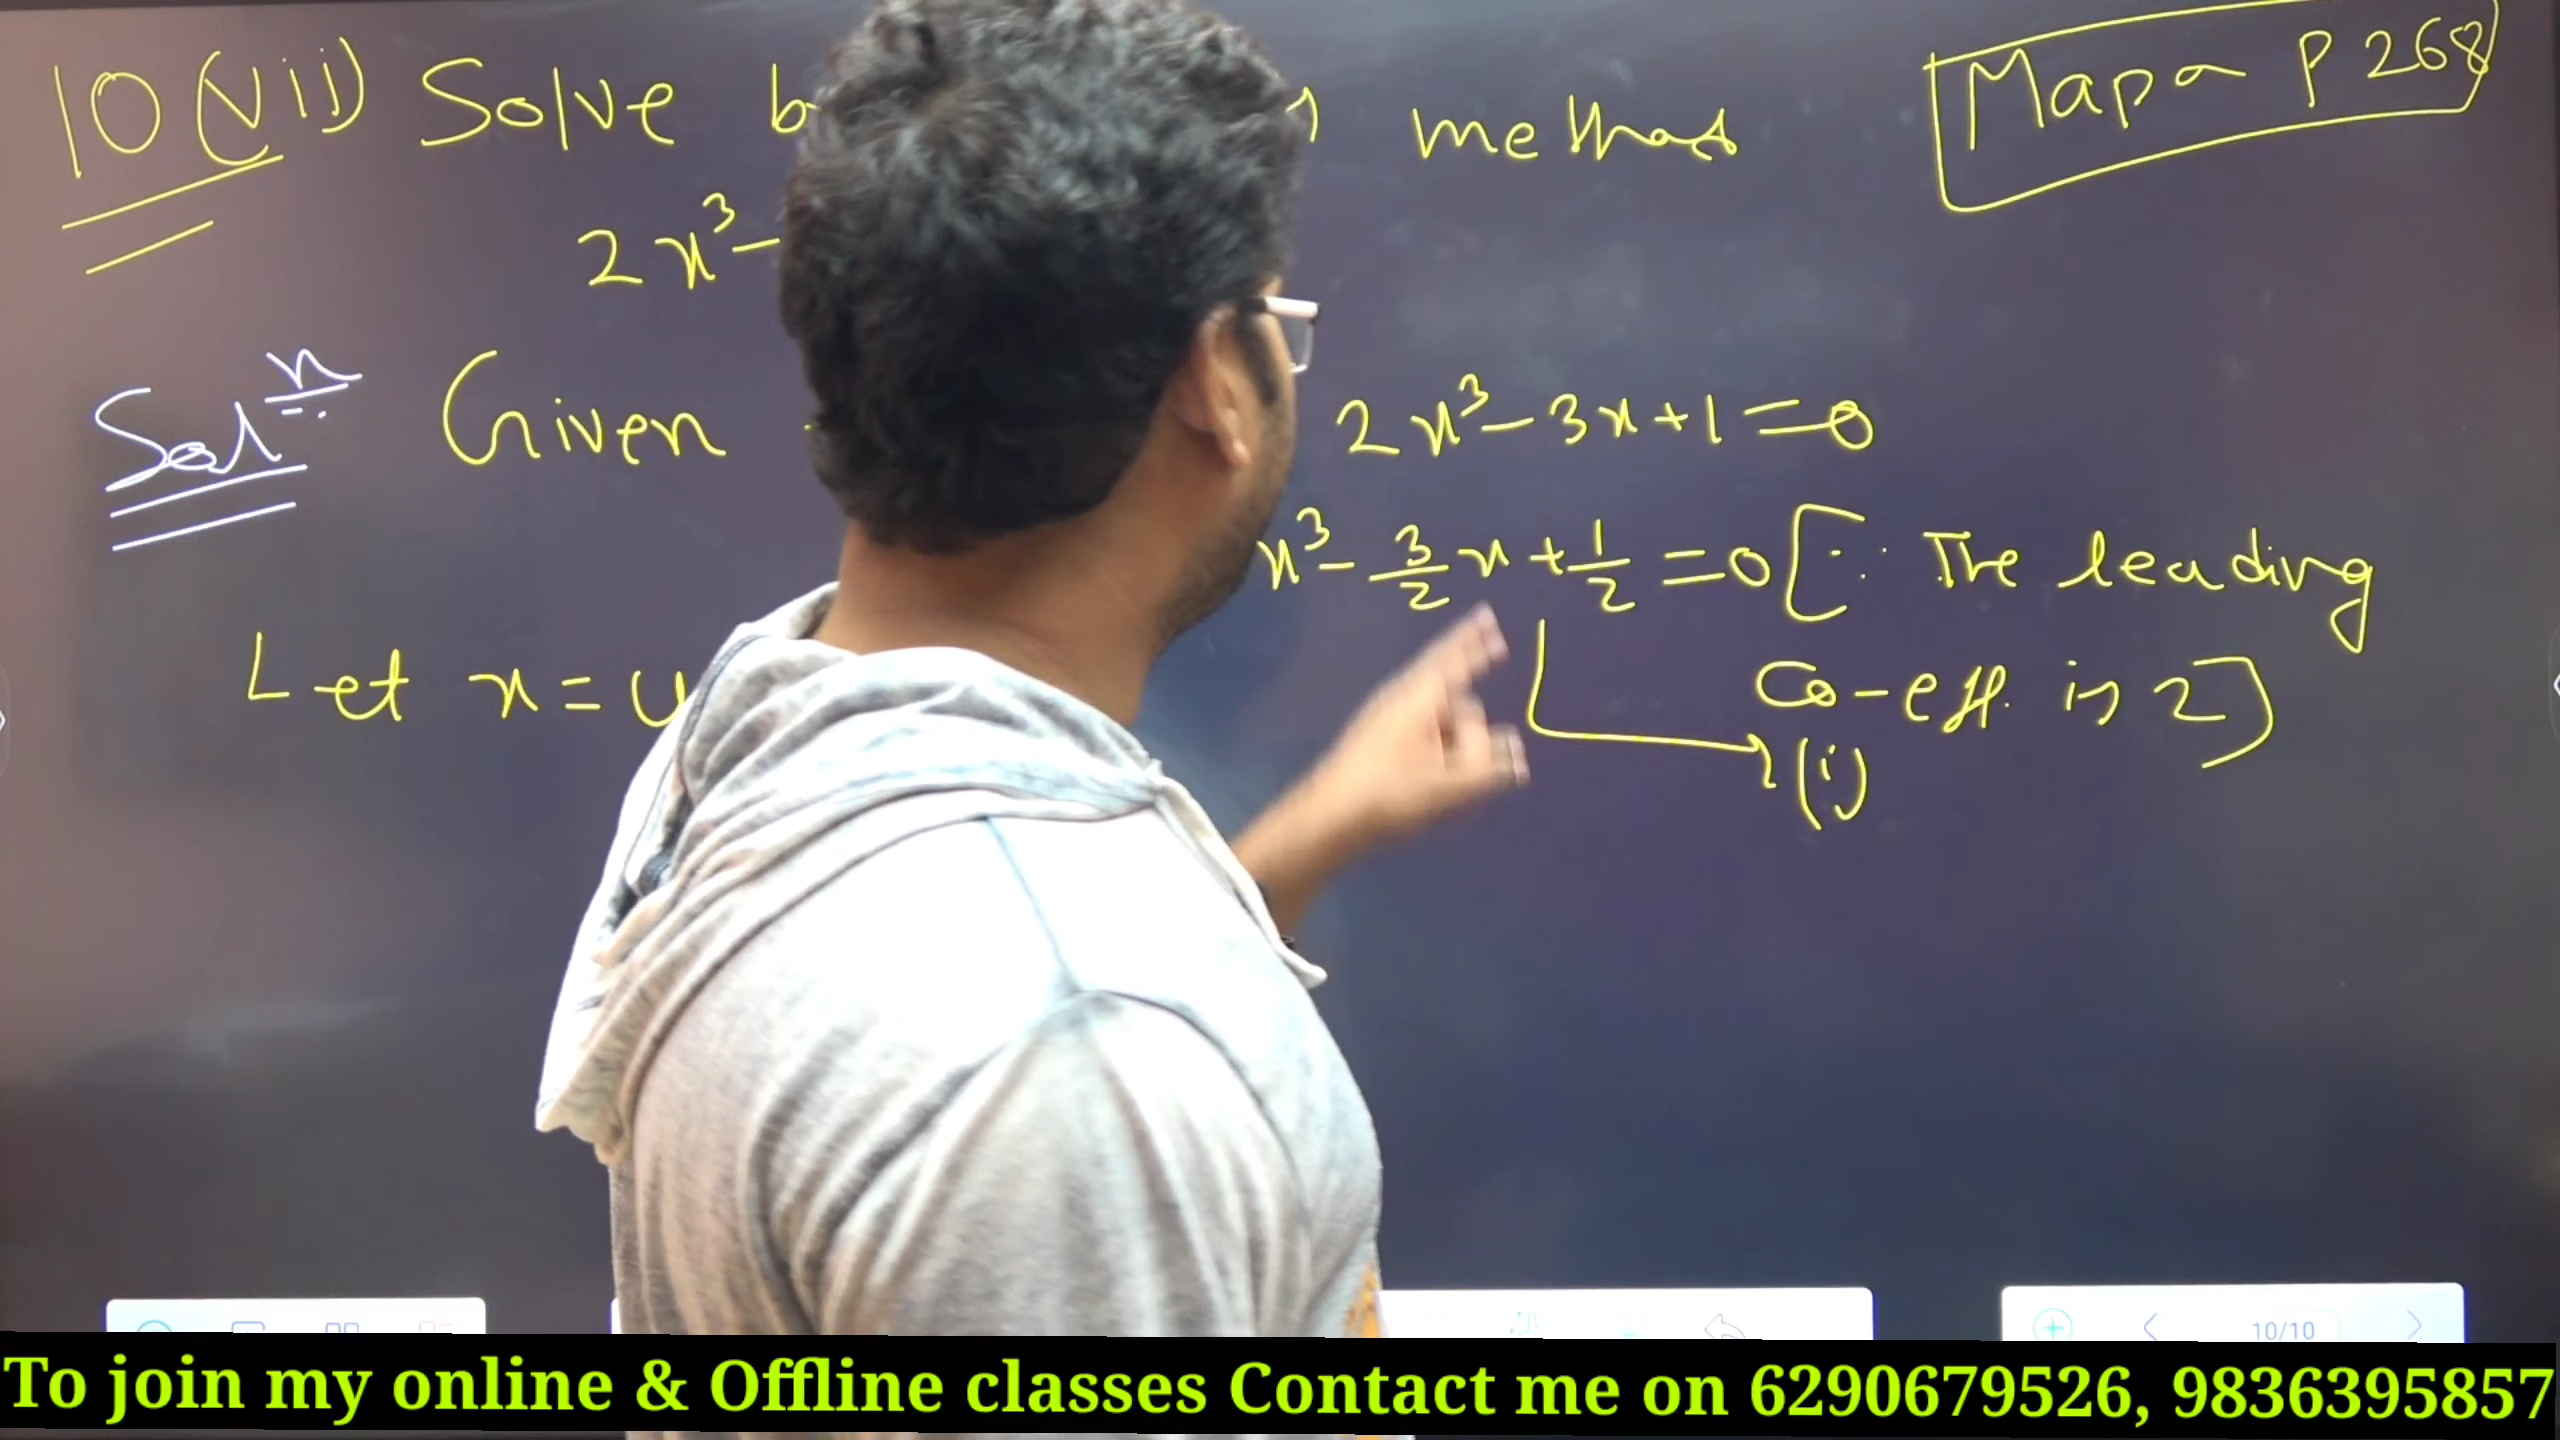 10 (vii) Solve b method
Mapa P 268
2x³-
Solⁿ Given 2x³-3x+1=0
x³-3/2x+1/2=0 [∵ The leading
Co-eff. is 2]
Let x=u
(i)
10/10
To join my online & Offline classes Contact me on 6290679526, 9836395857